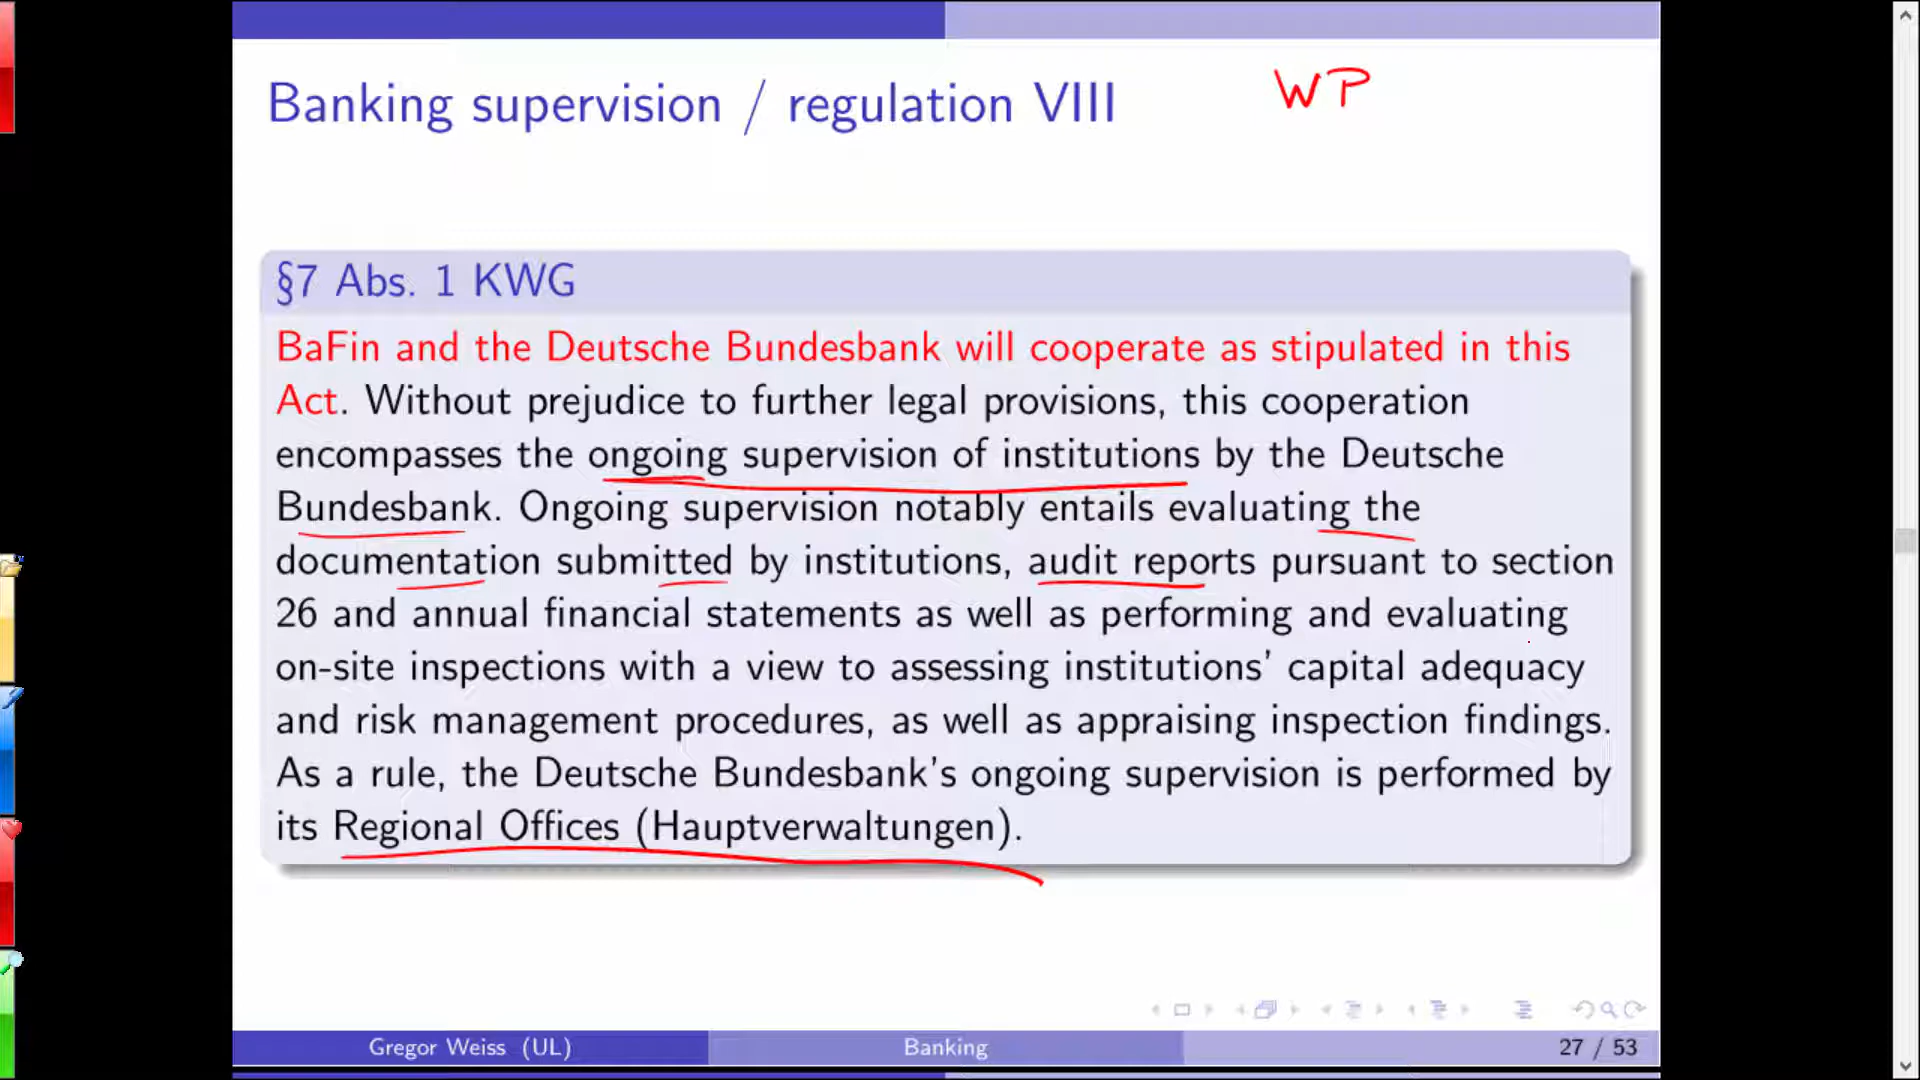 Banking supervision / regulation VIII
WP
§7 Abs. 1 KWG
BaFin and the Deutsche Bundesbank will cooperate as stipulated in this
Act. Without prejudice to further legal provisions, this cooperation
encompasses the ongoing supervision of institutions by the Deutsche
Bundesbank. Ongoing supervision notably entails evaluating the
documentation submitted by institutions, audit reports pursuant to section
26 and annual financial statements as well as performing and evaluating
on-site inspections with a view to assessing institutions’ capital adequacy
and risk management procedures, as well as appraising inspection findings.
As a rule, the Deutsche Bundesbank’s ongoing supervision is performed by
its Regional Offices (Hauptverwaltungen).
Gregor Weiss (UL)
Banking
27 / 53